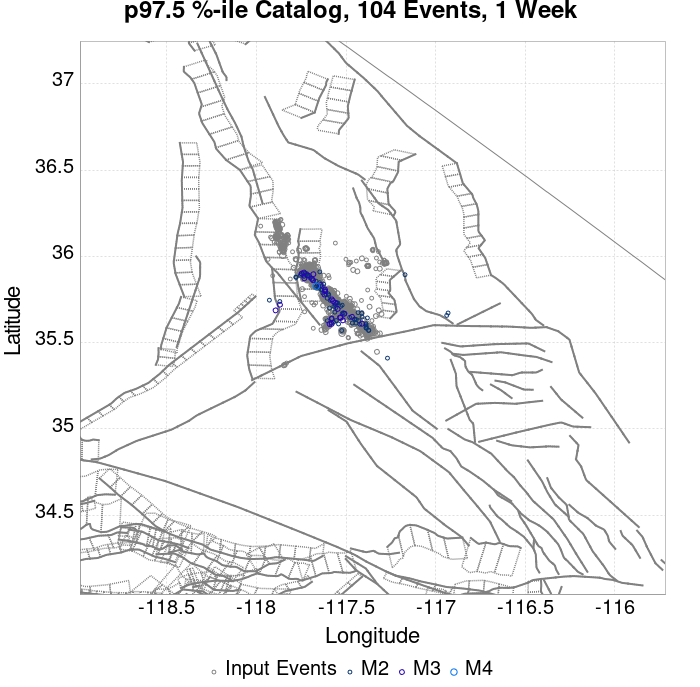 p97.5 %-ile Catalog, 104 Events, 1 Week
37
36.5
36
35.5
35
34.5
Latitude
-118.5 -118 -117.5 -117 -116.5 -116
Longitude
Input Events M2 M3 M4